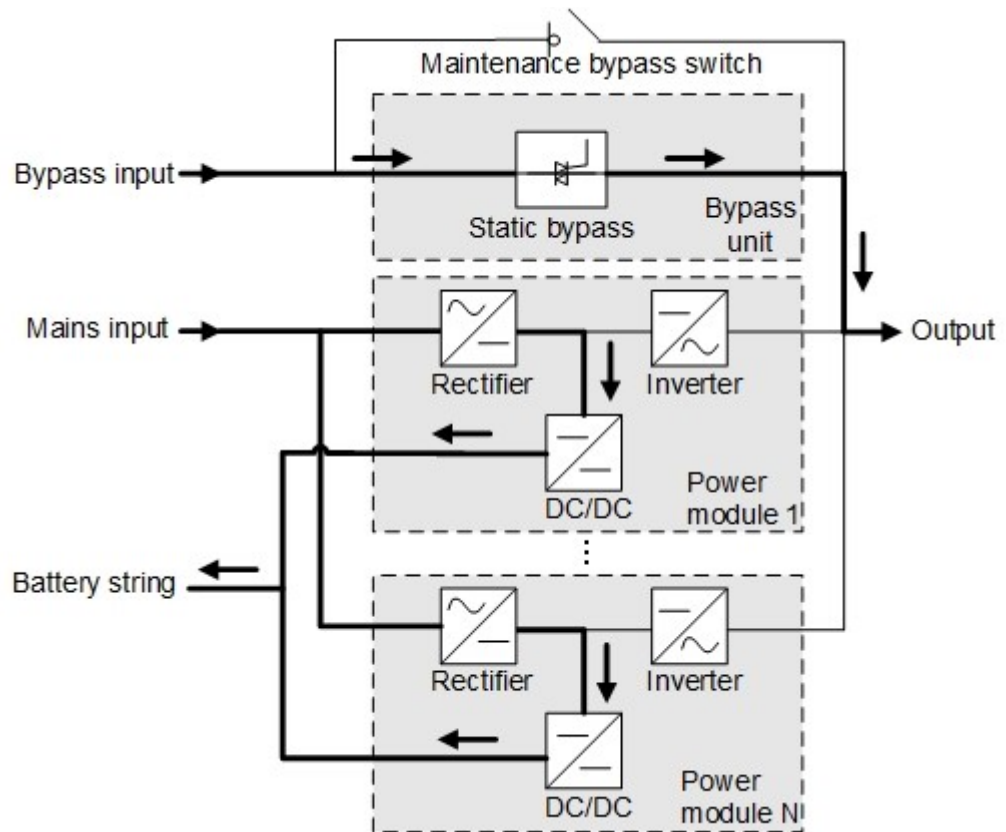 Maintenance bypass switch
Bypass input
Static bypass
Bypass
unit
Mains input
Rectifier
Inverter
Output
DC/DC
Power
module 1
Battery string
Rectifier
Inverter
DC/DC
Power
module N